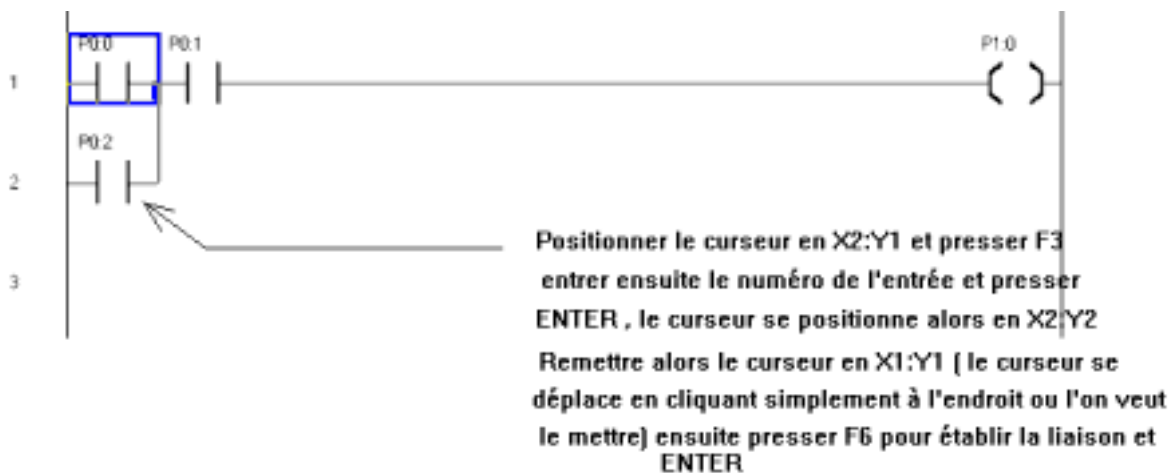 P0:0 P0:1 P1:0
1
P0:2
2
Positionner le curseur en X2:Y1 et presser F3
3
entrer ensuite le numéro de l'entrée et presser
ENTER , le curseur se positionne alors en X2:Y2
Remettre alors le curseur en X1:Y1 ( le curseur se
déplace en cliquant simplement à l'endroit ou l'on veut
le mettre) ensuite presser F6 pour établir la liaison et
ENTER